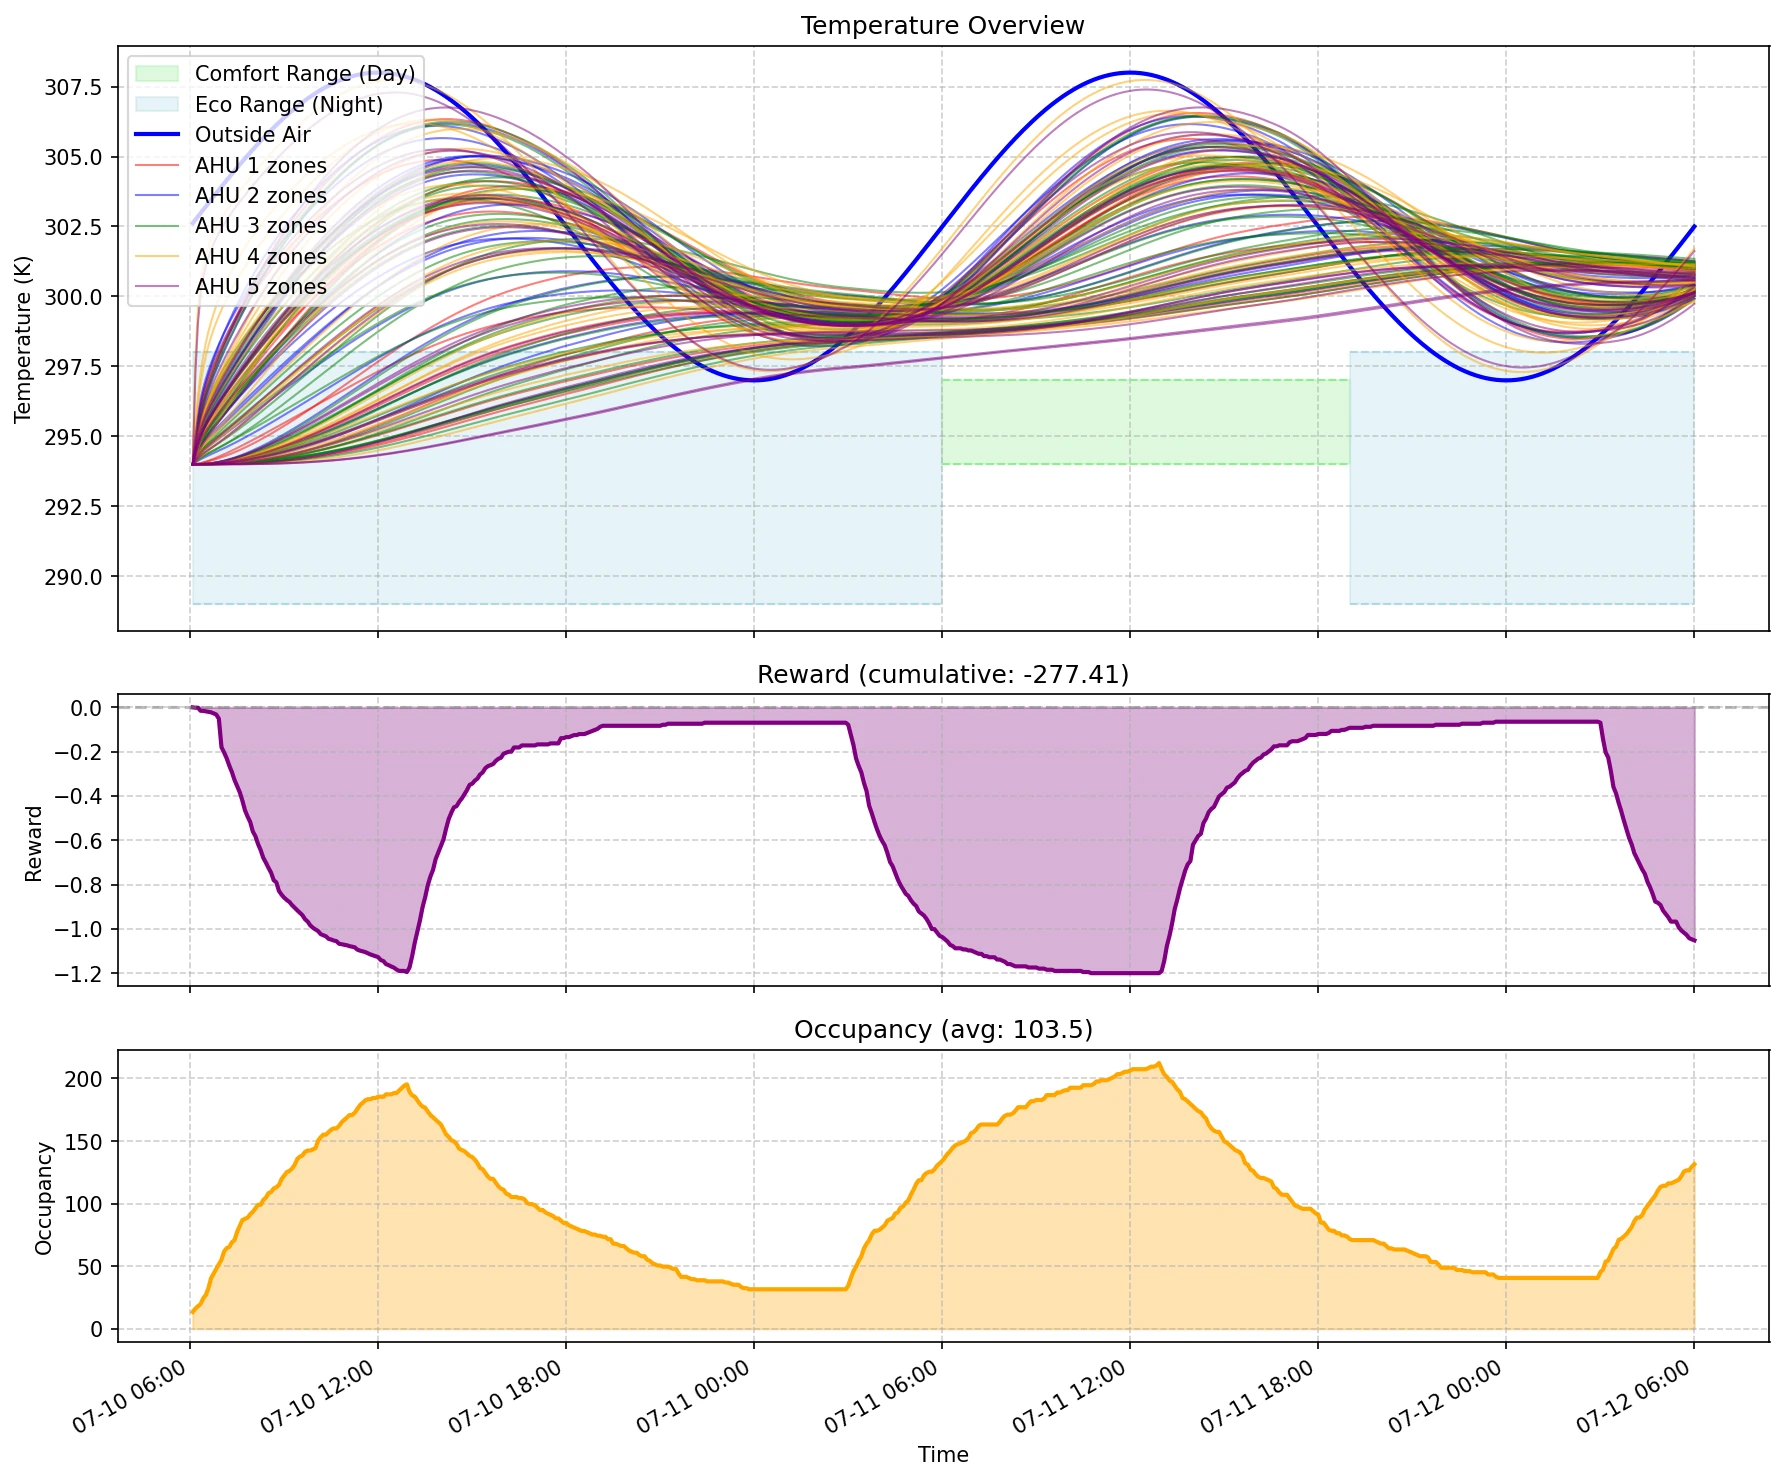 Temperature Overview
Temperature (K)
307.5
305.0
302.5
300.0
297.5
295.0
292.5
290.0
Comfort Range (Day)
Eco Range (Night)
Outside Air
AHU 1 zones
AHU 2 zones
AHU 3 zones
AHU 4 zones
AHU 5 zones
Reward (cumulative: -277.41)
Reward
0.0
−0.2
−0.4
−0.6
−0.8
−1.0
−1.2
Occupancy (avg: 103.5)
Occupancy
200
150
100
50
0
07-10 06:00
07-10 12:00
07-10 18:00
07-11 00:00
07-11 06:00
07-11 12:00
07-11 18:00
07-12 00:00
07-12 06:00
Time